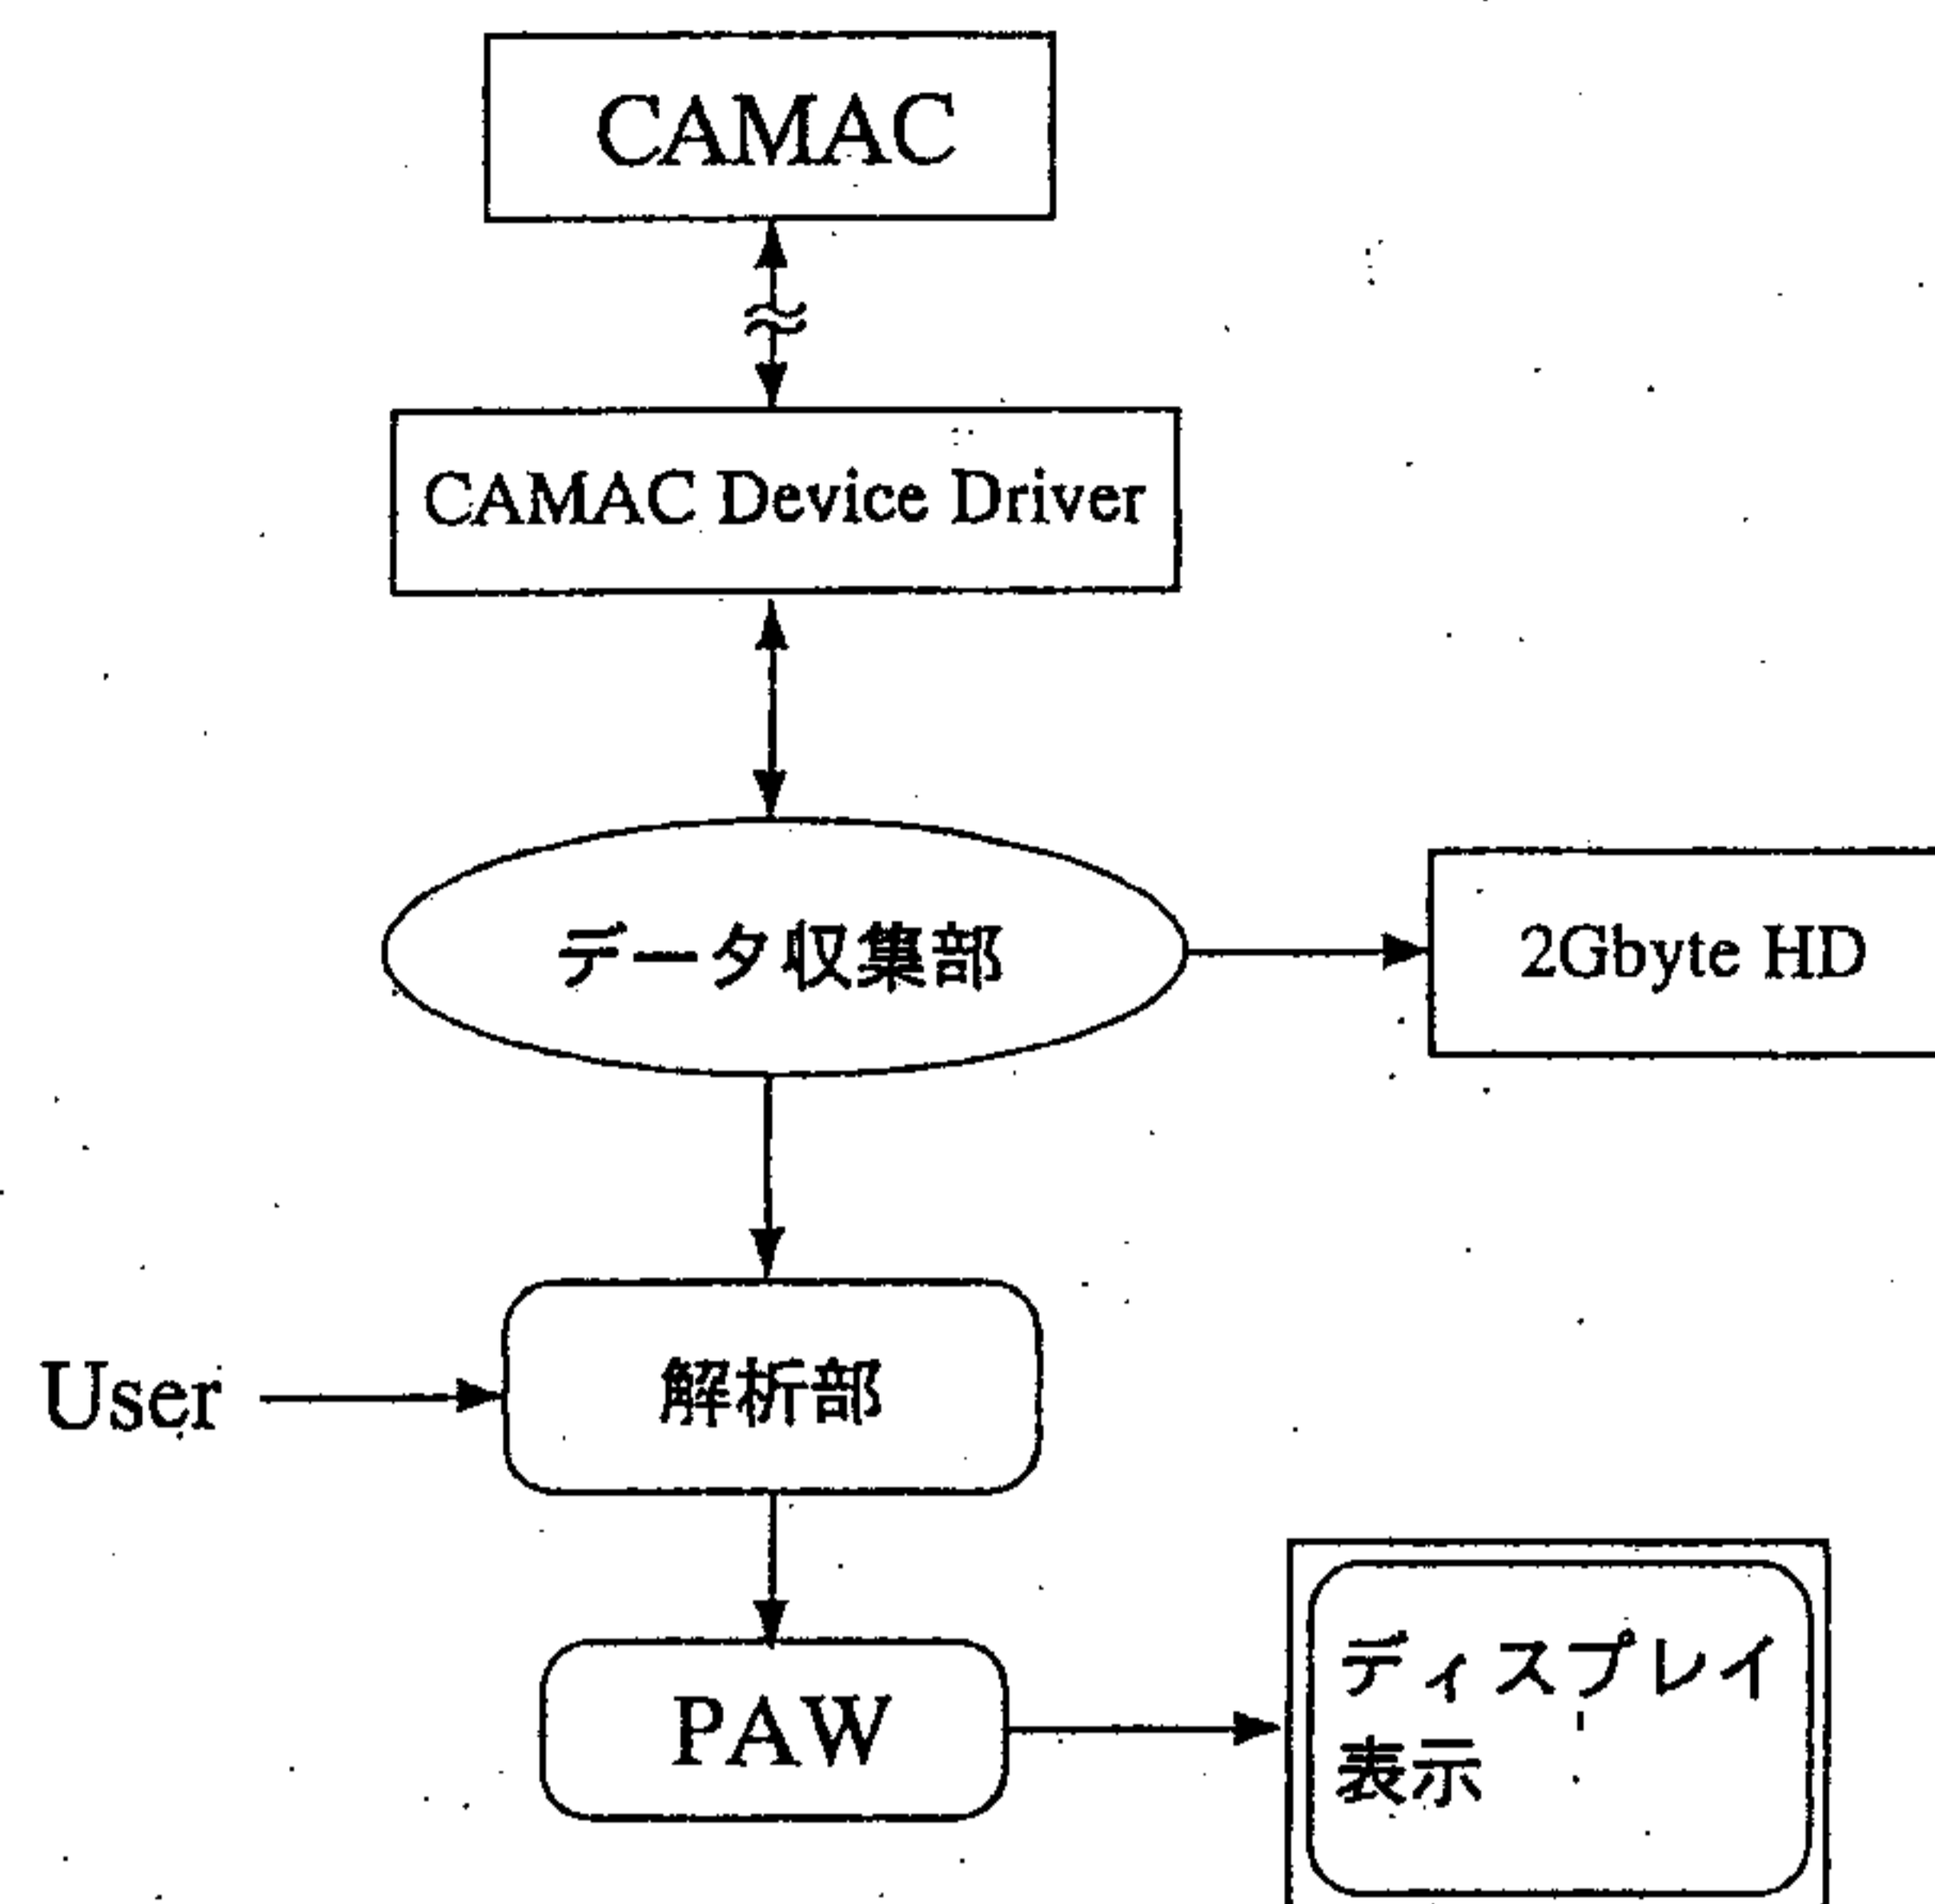 CAMAC
CAMAC Device Driver
データ収集部
2Gbyte HD
User
解析部
PAW
ディスプレイ
表示